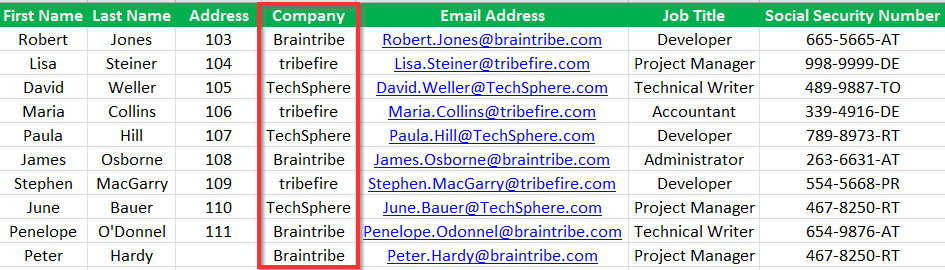 First Name Last Name Address Company Email Address Job Title Social Security Number
Robert Jones 103 Braintribe Robert.Jones@braintribe.com Developer 665-5665-AT
Lisa Steiner 104 tribefire Lisa.Steiner@tribefire.com Project Manager 998-9999-DE
David Weller 105 TechSphere David.Weller@TechSphere.com Technical Writer 489-9887-TO
Maria Collins 106 tribefire Maria.Collins@tribefire.com Accountant 339-4916-DE
Paula Hill 107 TechSphere Paula.Hill@TechSphere.com Developer 789-8973-RT
James Osborne 108 Braintribe James.Osborne@braintribe.com Administrator 263-6631-AT
Stephen MacGarry 109 tribefire Stephen.MacGarry@tribefire.com Developer 554-5668-PR
June Bauer 110 TechSphere June.Bauer@TechSphere.com Project Manager 467-8250-RT
Penelope O'Donnel 111 Braintribe Penelope.Odonnel@braintribe.com Technical Writer 654-9876-AT
Peter Hardy Braintribe Peter.Hardy@braintribe.com Project Manager 467-8250-RT